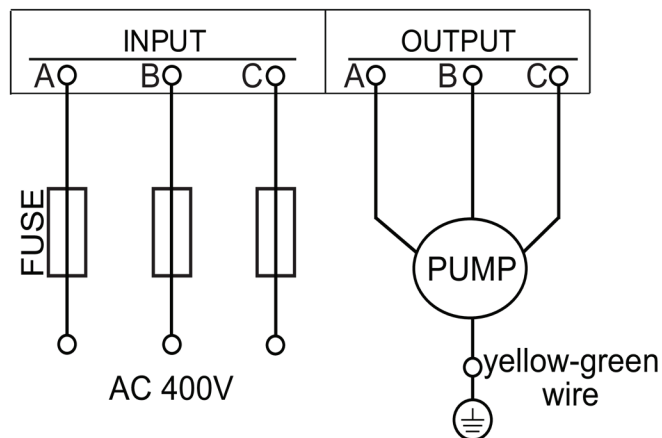 INPUT
OUTPUT
A B C
A B C
FUSE
PUMP
AC 400V
yellow-green
wire